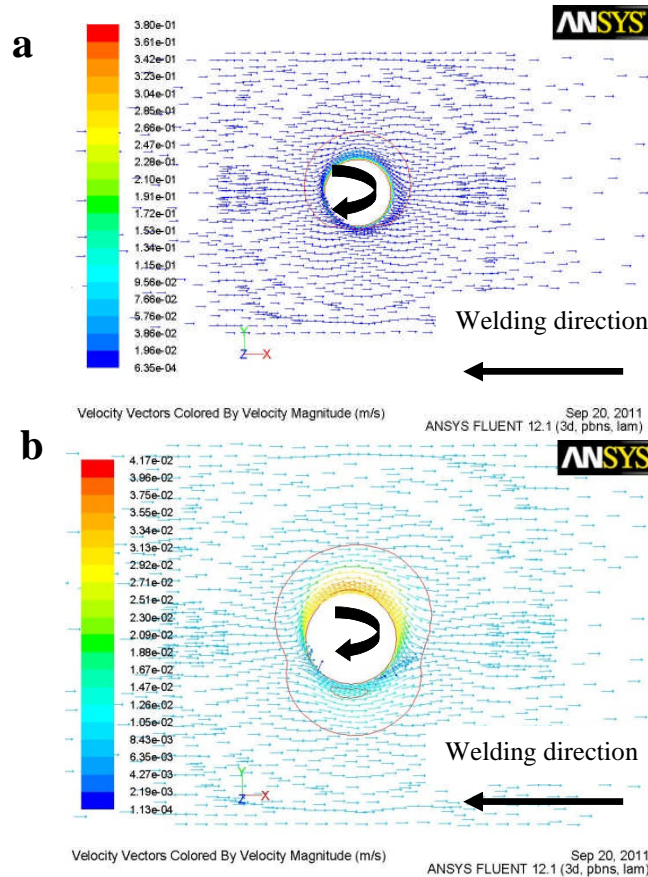 a
ANSYS
3.80e-01
3.61e-01
3.42e-01
3.23e-01
3.04e-01
2.85e-01
2.66e-01
2.47e-01
2.28e-01
2.10e-01
1.91e-01
1.72e-01
1.53e-01
1.34e-01
1.15e-01
9.56e-02
7.66e-02
5.76e-02
3.86e-02
1.96e-02
6.35e-04
Y
Z X
Welding direction
Velocity Vectors Colored By Velocity Magnitude (m/s)
Sep 20, 2011
ANSYS FLUENT 12.1 (3d, pbns, lam)
b
ANSYS
4.17e-02
3.96e-02
3.75e-02
3.55e-02
3.34e-02
3.13e-02
2.92e-02
2.71e-02
2.51e-02
2.30e-02
2.09e-02
1.88e-02
1.67e-02
1.47e-02
1.26e-02
1.05e-02
8.43e-03
6.35e-03
4.27e-03
2.19e-03
1.13e-04
Y
Z X
Welding direction
Velocity Vectors Colored By Velocity Magnitude (m/s)
Sep 20, 2011
ANSYS FLUENT 12.1 (3d, pbns, lam)